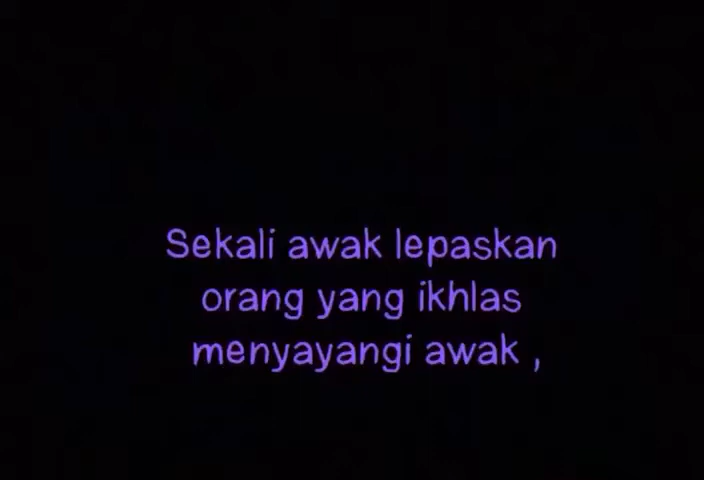 Sekali awak lepaskan
orang yang ikhlas
menyayangi awak ,